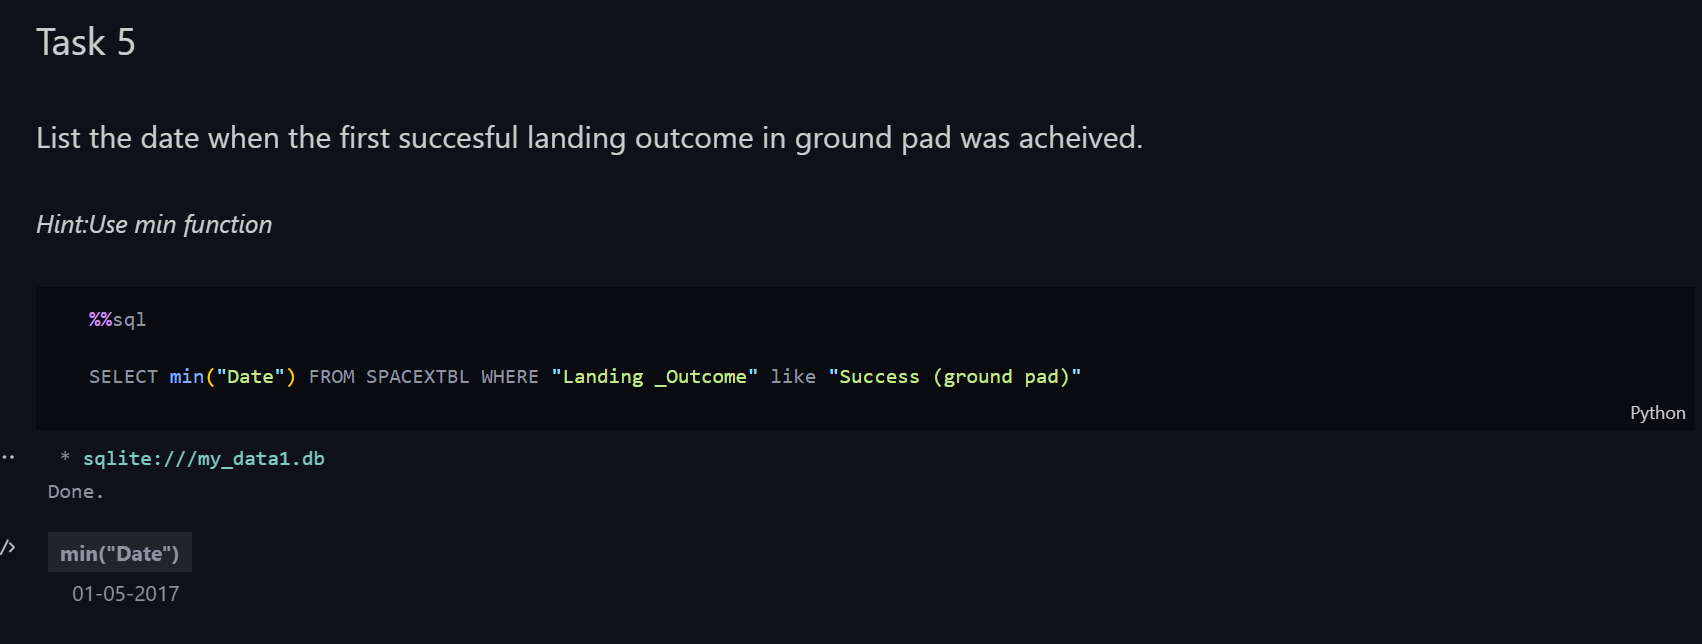 Task 5
List the date when the first succesful landing outcome in ground pad was acheived.
Hint:Use min function
%%sql
SELECT min("Date") FROM SPACEXTBL WHERE "Landing _Outcome" like "Success (ground pad)"
Python
* sqlite:///my_data1.db
Done.
min("Date")
01-05-2017